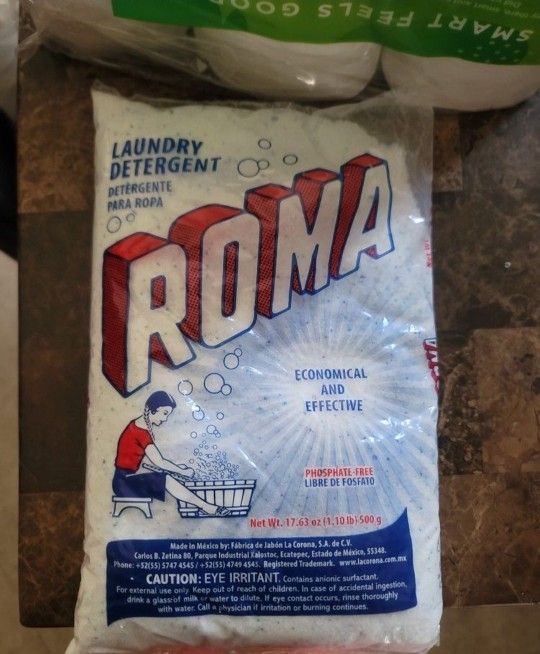 SMART FEELS GOOD
LAUNDRY
DETERGENT
DETERGENTE
PARA ROPA
ROMA
ECONOMICAL
AND
EFFECTIVE
PHOSPHATE-FREE
LIBRE DE FOSFATO
Net Wt. 17.63 oz (1.10 lb) 500 g
Made in México by: Fábrica de Jabón La Corona, S.A. de C.V.
Carlos B. Zetina 80, Parque Industrial Xalostoc, Ecatepec, Estado de México, 55348.
Phone: +52(55) 5747 4545 / +52(55) 4749 4545. Registered Trademark. www.lacorona.com.mx
CAUTION: EYE IRRITANT. Contains anionic surfactant.
For external use only. Keep out of reach of children. In case of accidental ingestion,
drink a glass of milk or water to dilute. If eye contact occurs, rinse thoroughly
with water. Call a physician if irritation or burning continues.